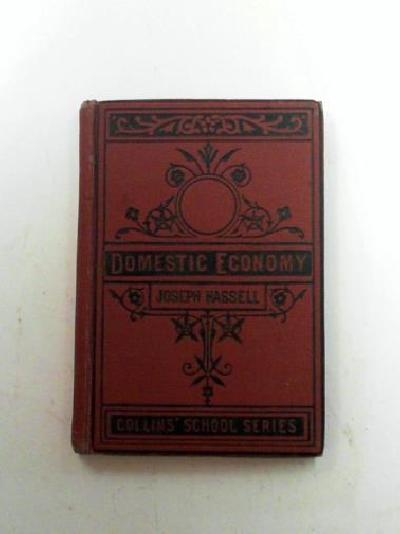 DOMESTIC ECONOMY
JOSEPH HASSELL
COLLINS' SCHOOL SERIES